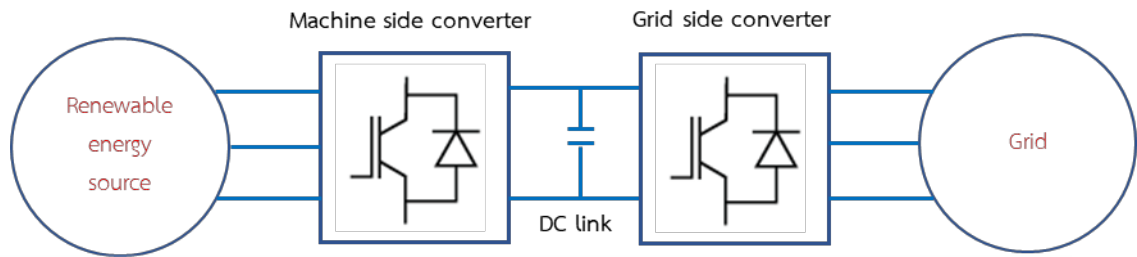 Machine side converter
Grid side converter
Renewable
energy
source
Grid
DC link